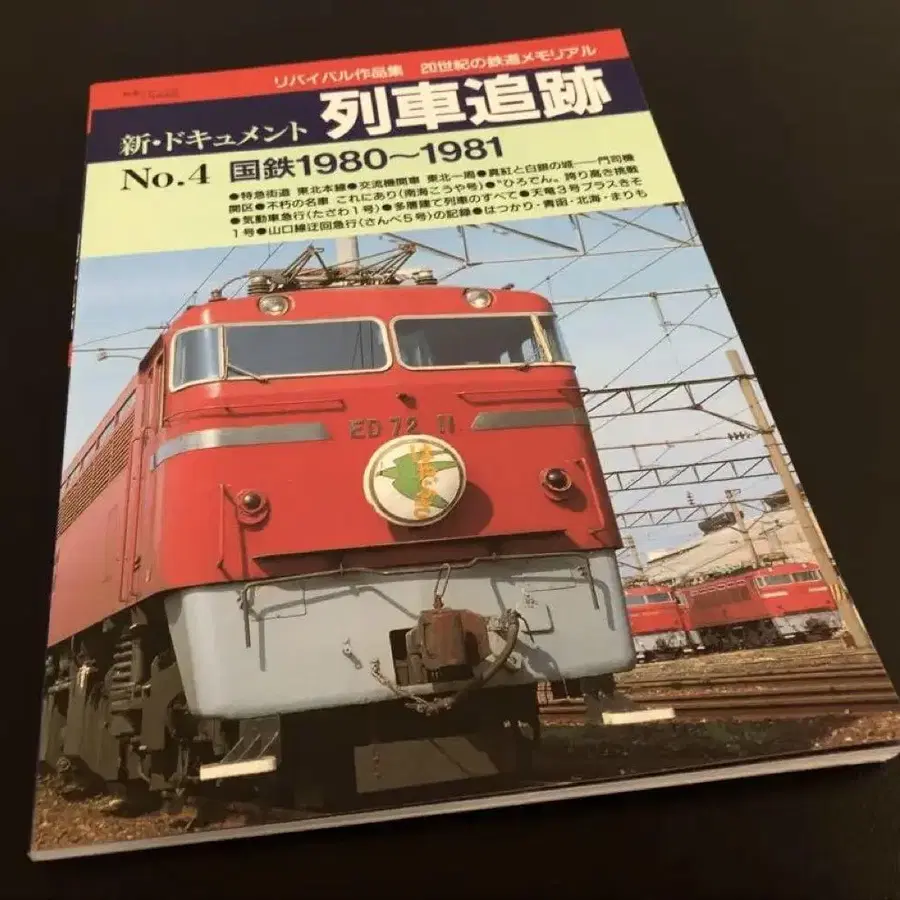 リバイバル作品集 20世紀の鉄道メモリアル
新・ドキュメント 列車追跡
No.4 国鉄1980～1981
●特急街道 東北本線●交流機関車 東北一周●真紅と白銀の城――門司機
関区●不朽の名車 これにあり(南海こうや号)●〝ひろでん〟誇り高き挑戦
●気動車急行(たざわ1号)●多層建て列車のすべて●天竜3号プラスきそ
1号●山口線迂回急行(さんべ5号)の記録●はつかり・青函・北海・まりも
ED72 11